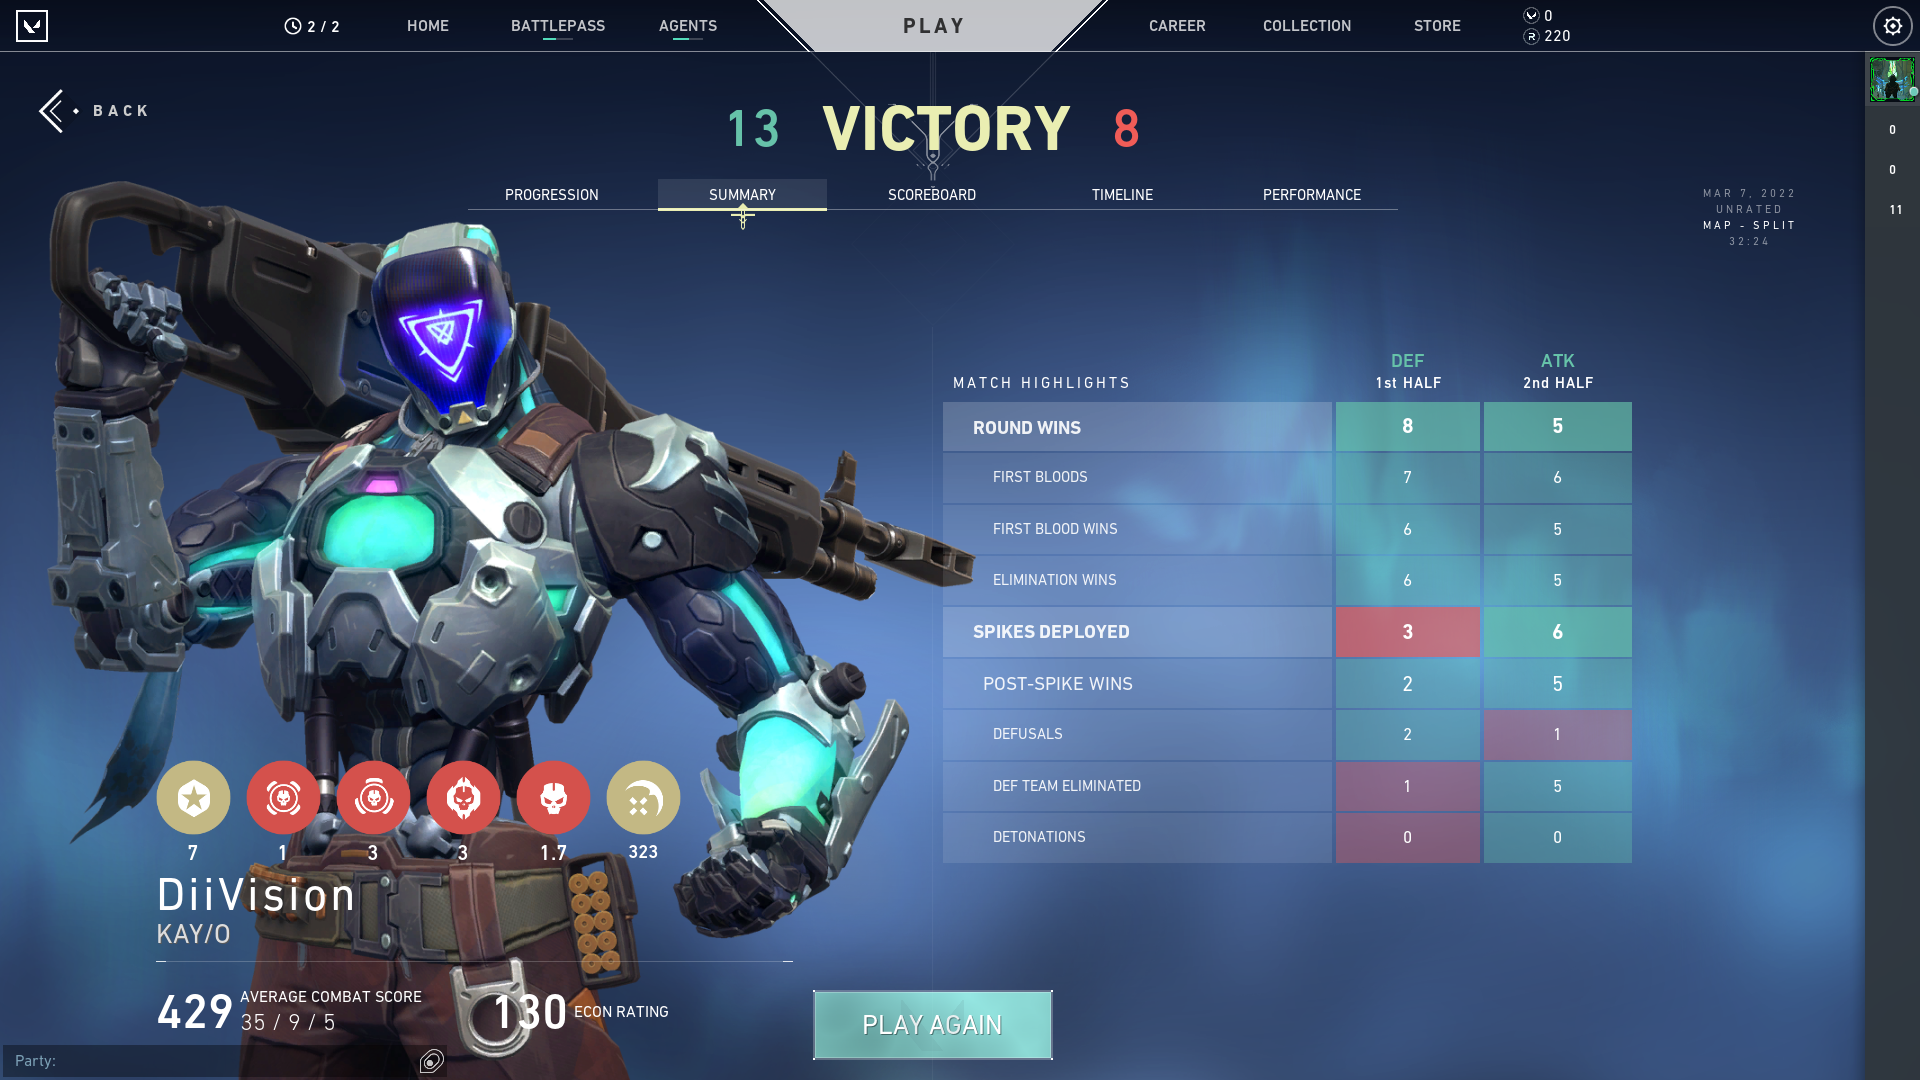 2 / 2
HOME
BATTLEPASS
AGENTS
PLAY
CAREER
COLLECTION
STORE
0
220
BACK
13 VICTORY 8
PROGRESSION
SUMMARY
SCOREBOARD
TIMELINE
PERFORMANCE
MAR 7, 2022
UNRATED
MAP - SPLIT
32:24
0
0
11
MATCH HIGHLIGHTS
DEF
1st HALF
ATK
2nd HALF
ROUND WINS 8 5
FIRST BLOODS 7 6
FIRST BLOOD WINS 6 5
ELIMINATION WINS 6 5
SPIKES DEPLOYED 3 6
POST-SPIKE WINS 2 5
DEFUSALS 2 1
DEF TEAM ELIMINATED 1 5
DETONATIONS 0 0
7 1 3 3 1.7 323
DiiVision
KAY/O
429 AVERAGE COMBAT SCORE
35 / 9 / 5
130 ECON RATING
PLAY AGAIN
Party: